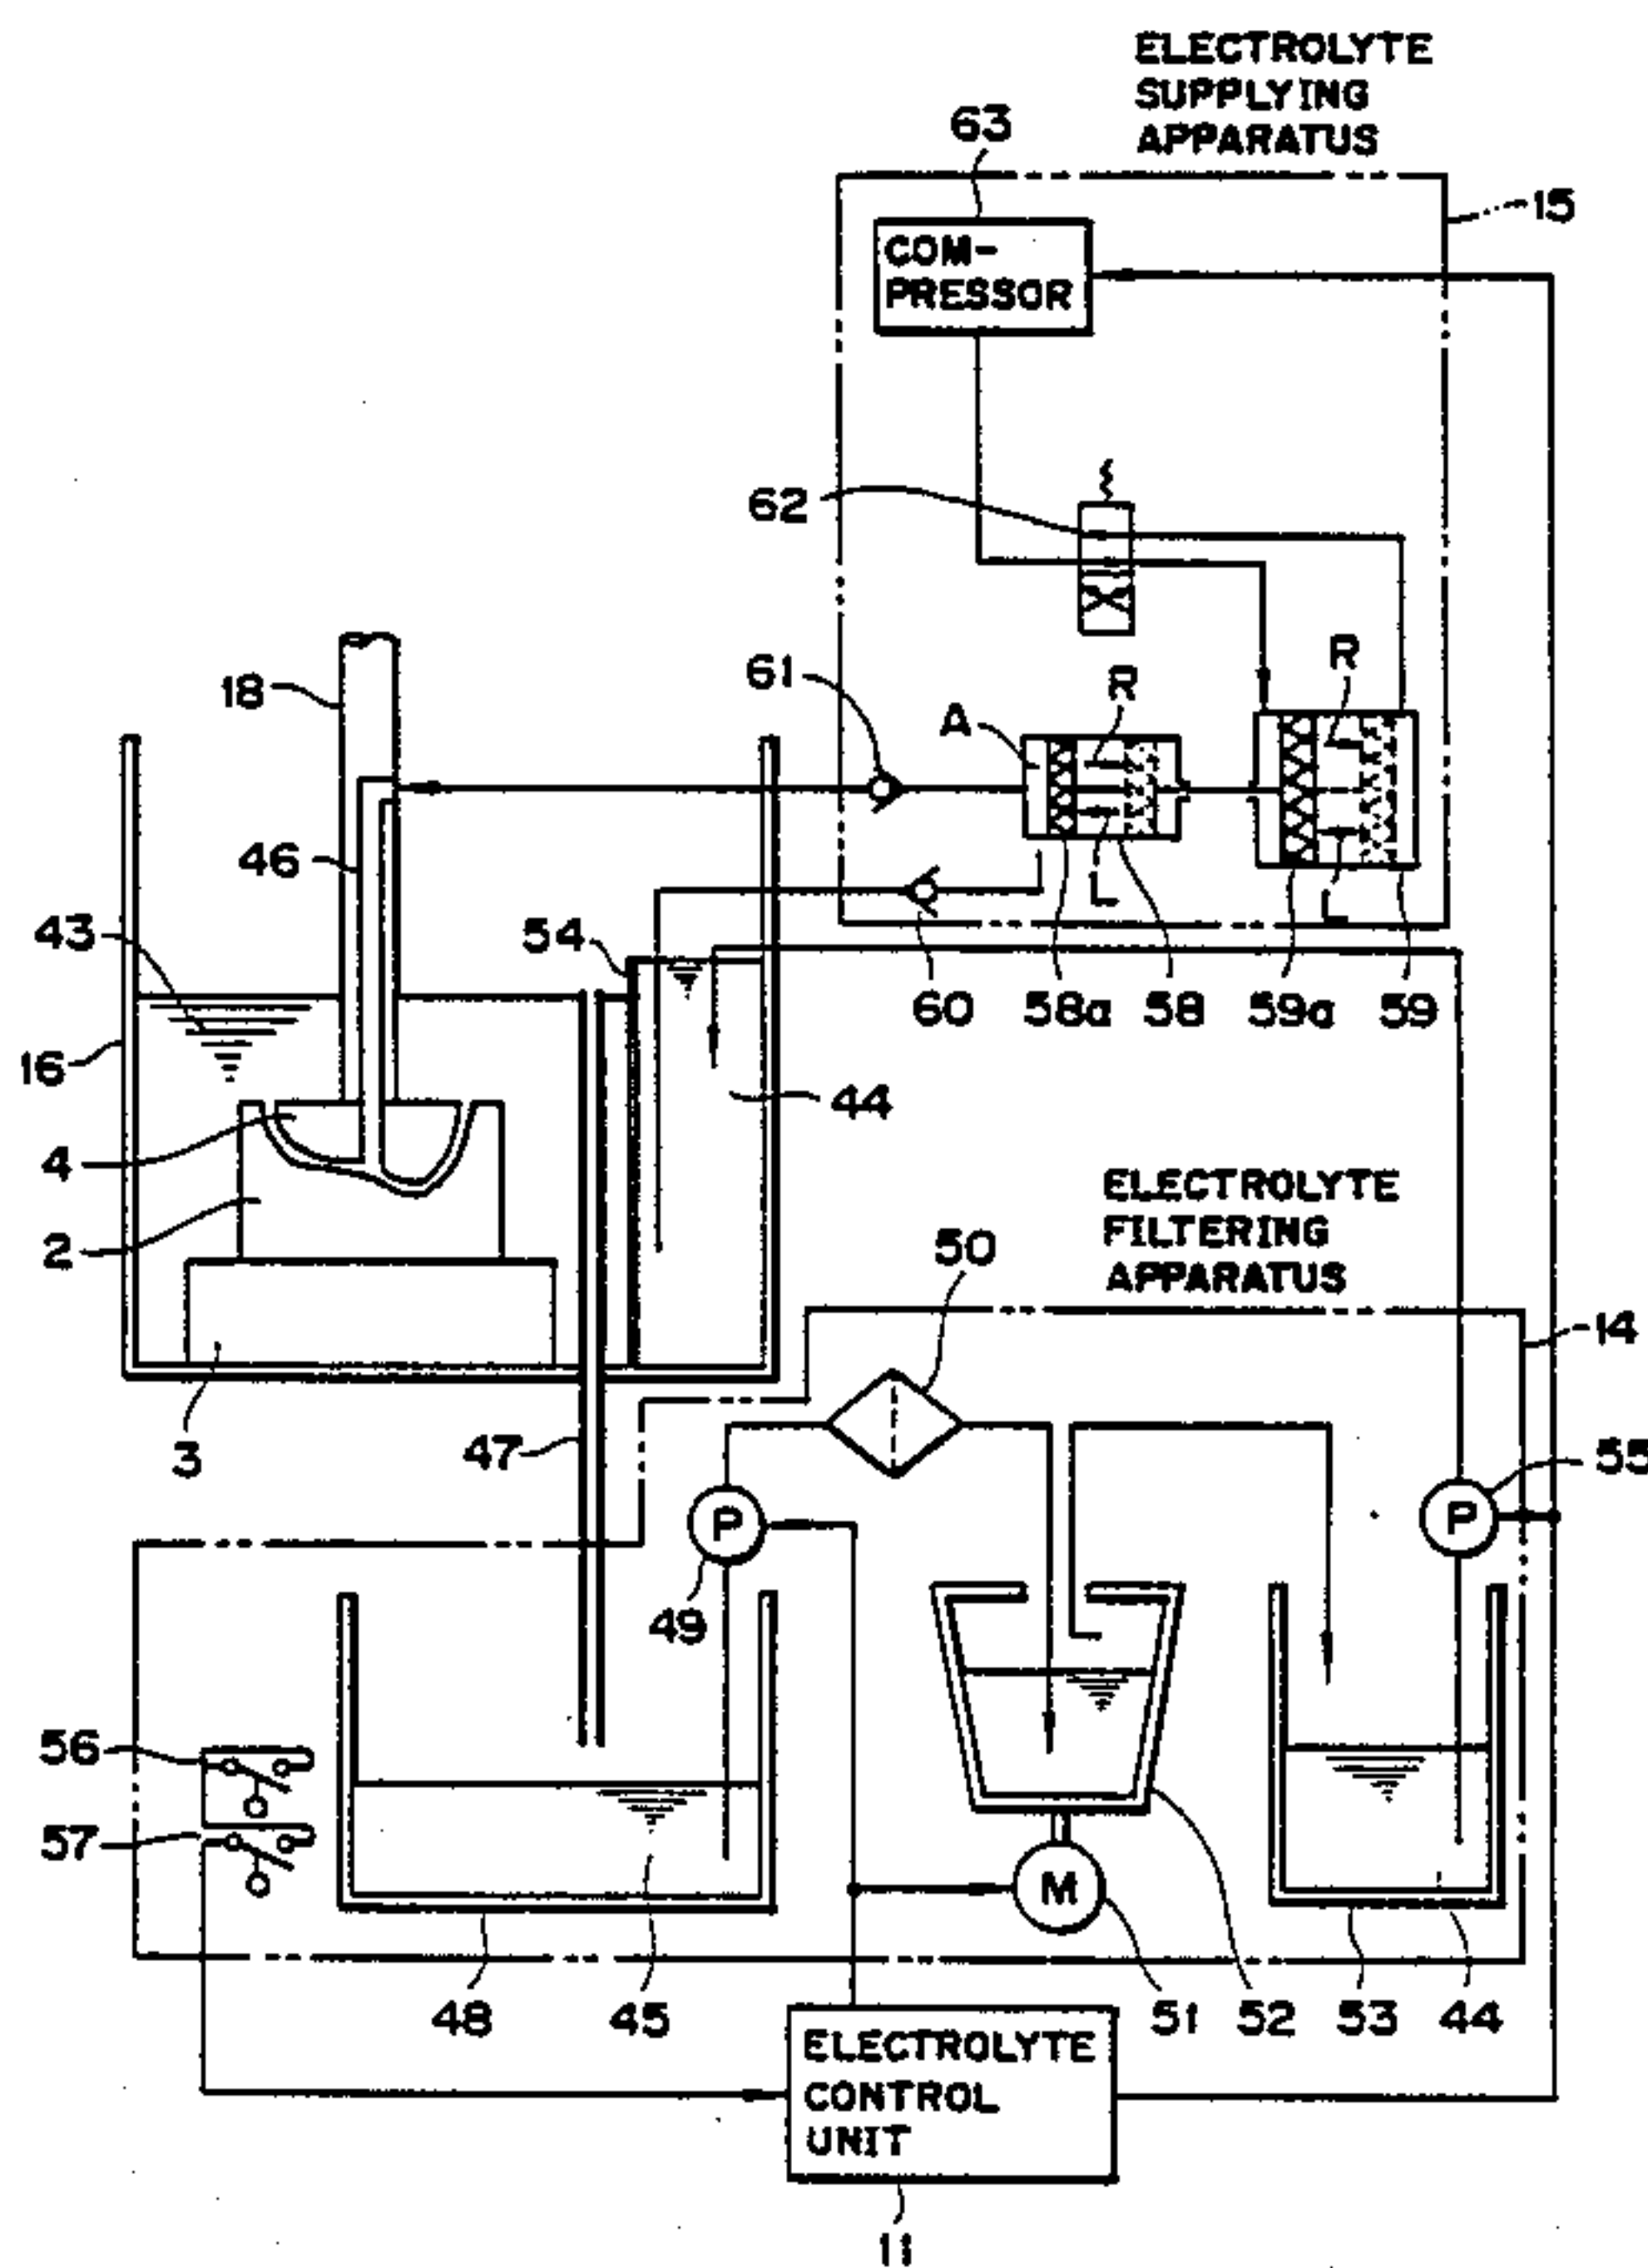 ELECTROLYTE
SUPPLYING
APPARATUS
63
15
COM-
PRESSOR
62
R
61
R
18
A
46
43
54
L
L
60
58a
58
59a
59
16
44
4
ELECTROLYTE
FILTERING
APPARATUS
2
50
14
3
47
55
P
P
49
56
57
M
48
45
51
52
53
44
ELECTROLYTE
CONTROL
UNIT
11